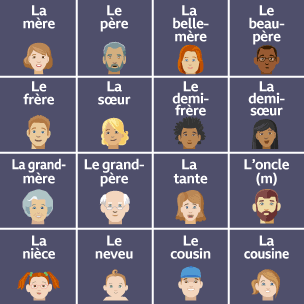 La
mère
Le
père
La
belle-
mère
Le
beau-
père
Le
frère
La
sœur
Le
demi-
frère
La
demi-
sœur
La grand-
mère
Le grand-
père
La
tante
L'oncle
(m)
La
nièce
Le
neveu
Le
cousin
La
cousine